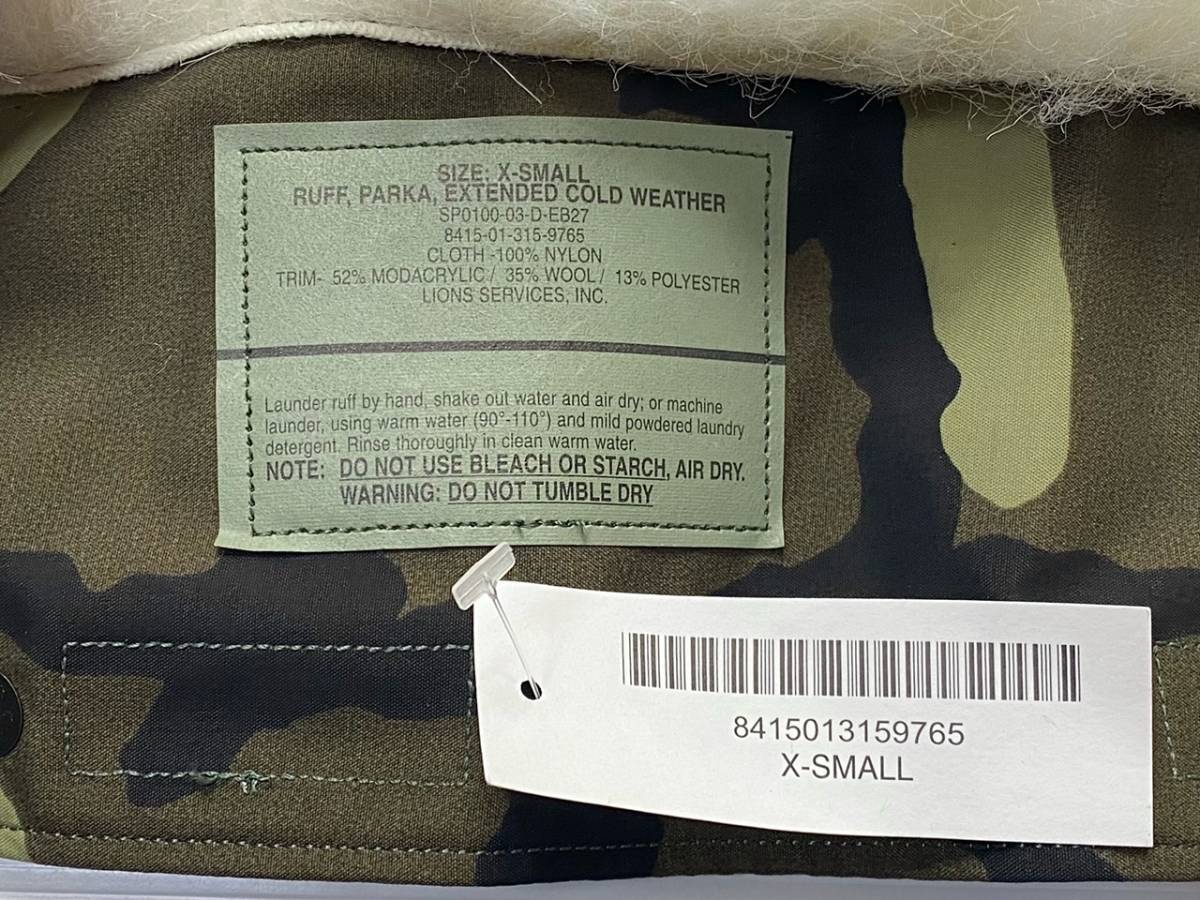 SIZE: X-SMALL
RUFF, PARKA, EXTENDED COLD WEATHER
SP0100-03-D-EB27
8415-01-315-9765
CLOTH -100% NYLON
TRIM- 52% MODACRYLIC / 35% WOOL / 13% POLYESTER
LIONS SERVICES, INC.
Launder ruff by hand, shake out water and air dry; or machine
launder, using warm water (90°-110°) and mild powdered laundry
detergent. Rinse thoroughly in clean warm water.
NOTE: DO NOT USE BLEACH OR STARCH, AIR DRY.
WARNING: DO NOT TUMBLE DRY
8415013159765
X-SMALL